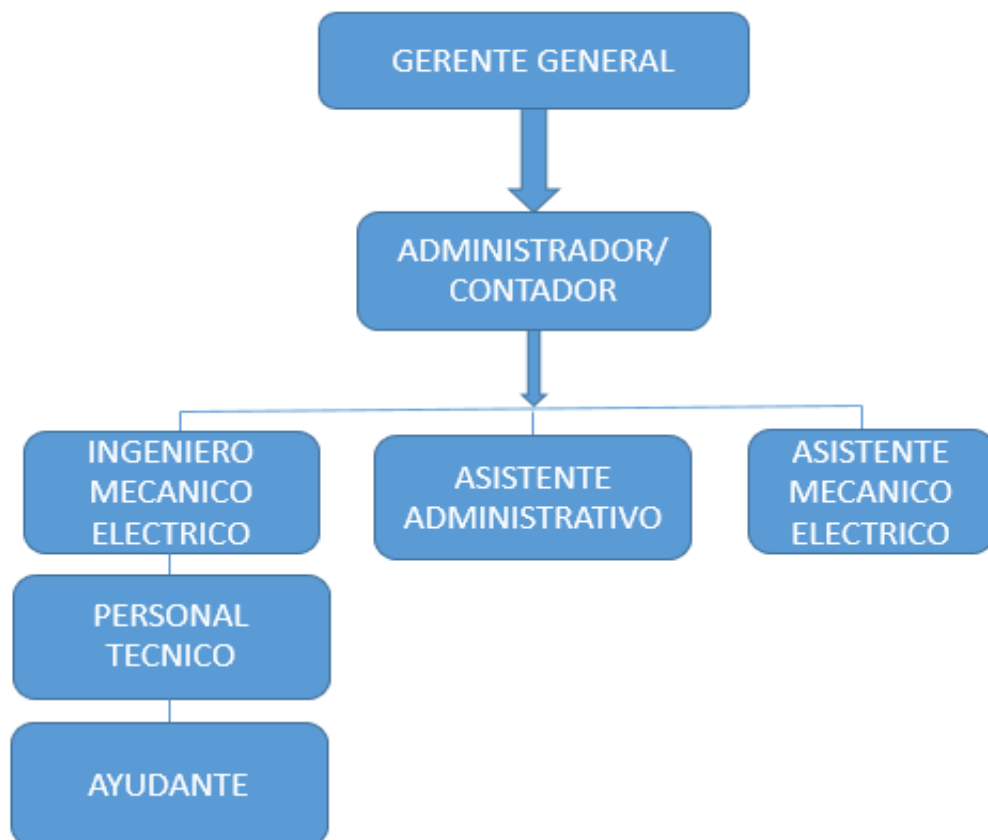 GERENTE GENERAL
ADMINISTRADOR/
CONTADOR
INGENIERO
MECANICO
ELECTRICO
ASISTENTE
ADMINISTRATIVO
ASISTENTE
MECANICO
ELECTRICO
PERSONAL
TECNICO
AYUDANTE